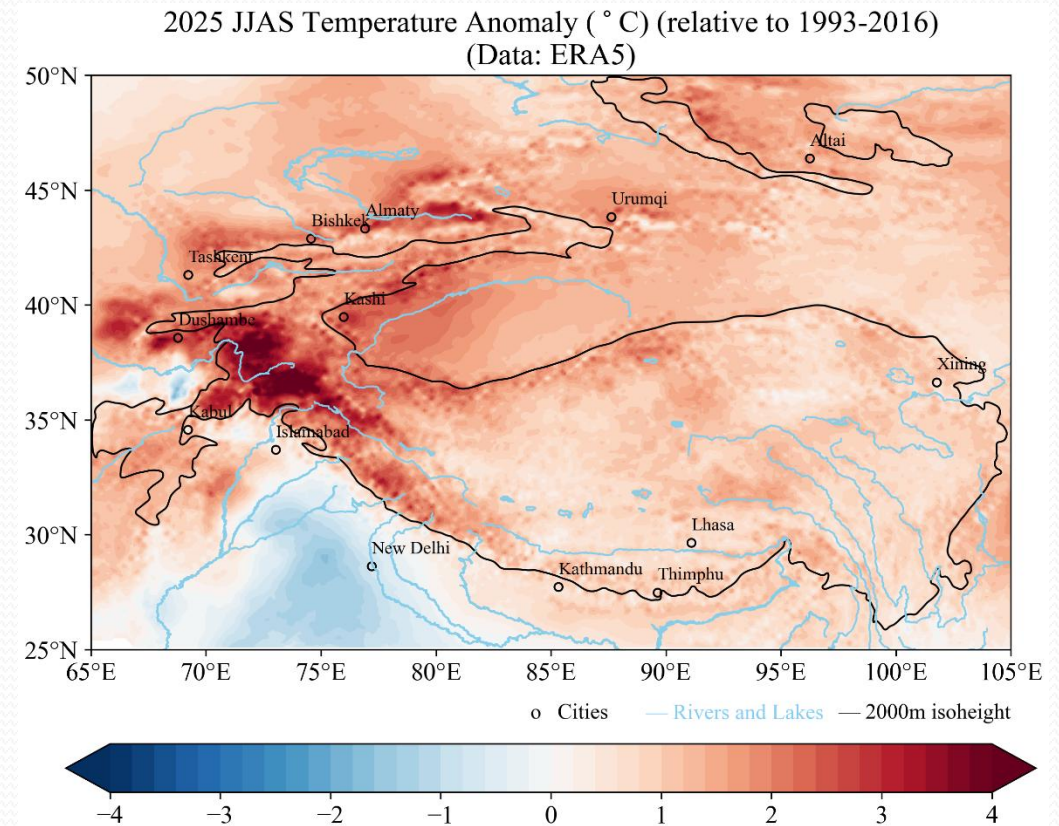 2025 JJAS Temperature Anomaly ( ° C) (relative to 1993-2016)
(Data: ERA5)
50°N
Altai
45°N
Urumqi
Almaty
Bishkek
Tashkent
40°N
Kashi
Dushambe
Xining
35°N
Kabul
Islamabad
30°N
Lhasa
New Delhi
Kathmandu
Thimphu
25°N
65°E 70°E 75°E 80°E 85°E 90°E 95°E 100°E 105°E
Cities Rivers and Lakes 2000m isoheight
−4 −3 −2 −1 0 1 2 3 4